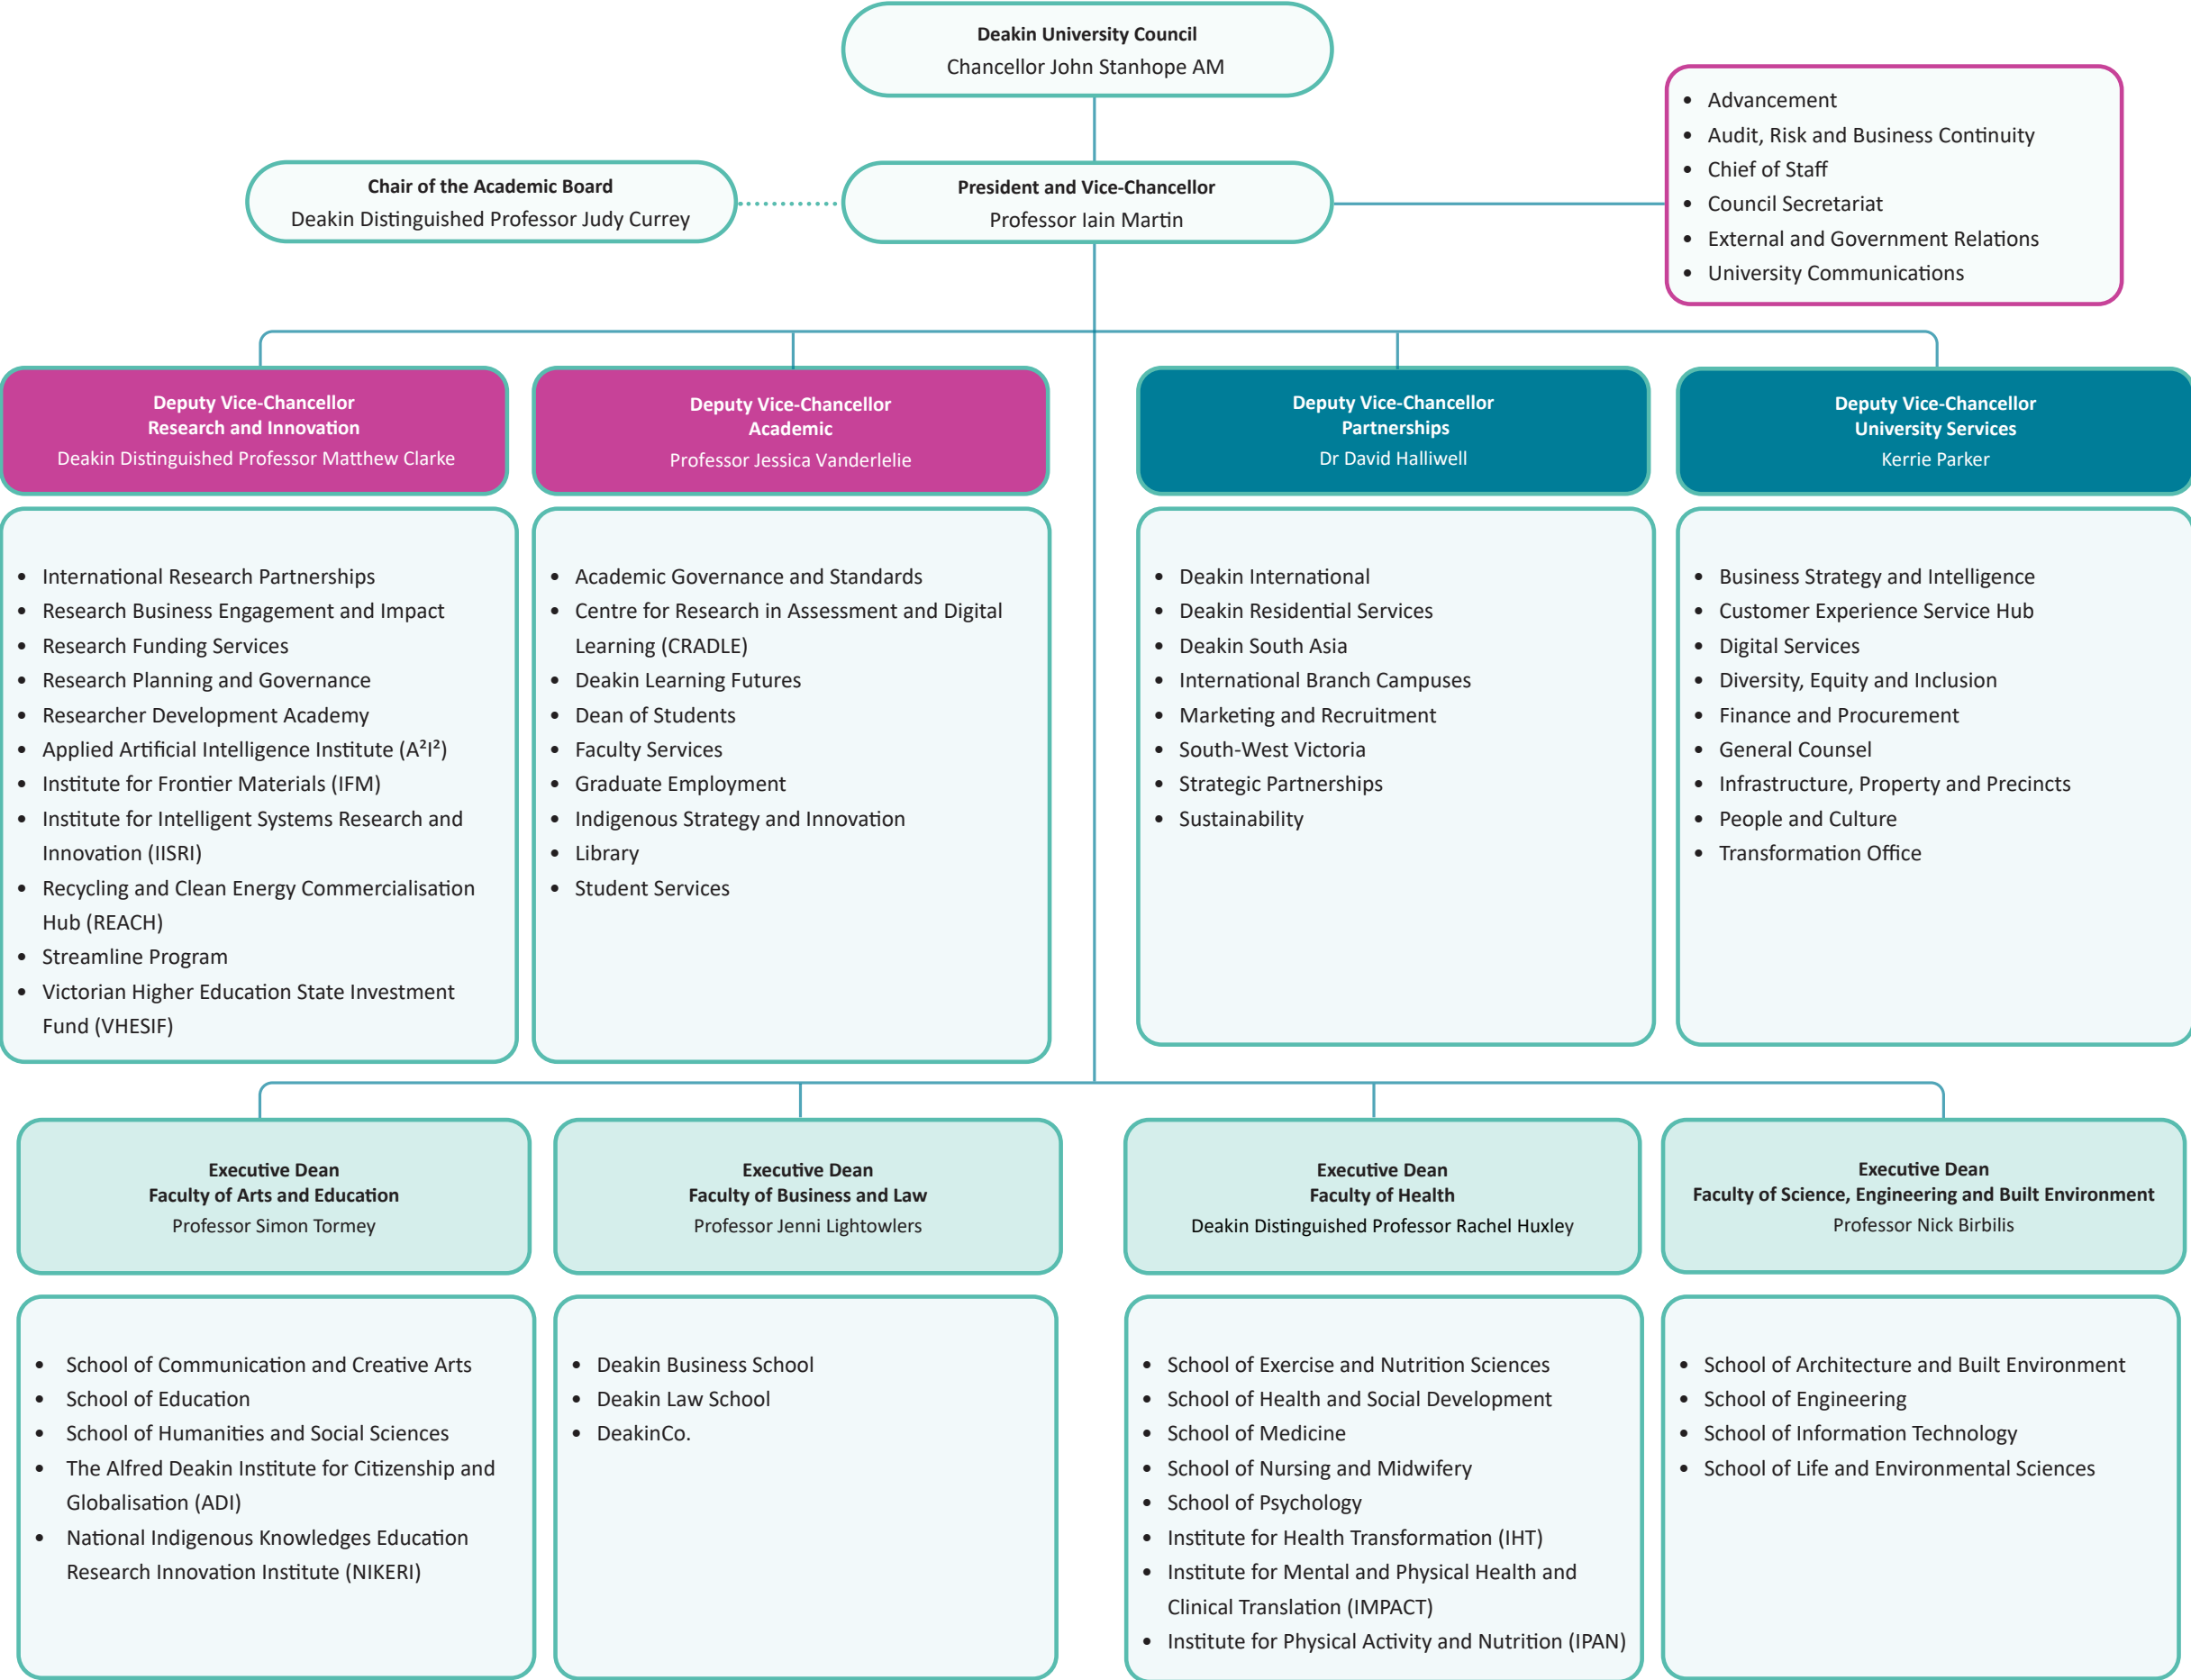 Deakin University Council
Chancellor John Stanhope AM
• Advancement
• Audit, Risk and Business Continuity
• Chief of Staff
• Council Secretariat
• External and Government Relations
• University Communications
Chair of the Academic Board
Deakin Distinguished Professor Judy Currey
President and Vice-Chancellor
Professor Iain Martin
Deputy Vice-Chancellor
Research and Innovation
Deakin Distinguished Professor Matthew Clarke
• International Research Partnerships
• Research Business Engagement and Impact
• Research Funding Services
• Research Planning and Governance
• Researcher Development Academy
• Applied Artificial Intelligence Institute (A²I²)
• Institute for Frontier Materials (IFM)
• Institute for Intelligent Systems Research and
Innovation (IISRI)
• Recycling and Clean Energy Commercialisation
Hub (REACH)
• Streamline Program
• Victorian Higher Education State Investment
Fund (VHESIF)
Deputy Vice-Chancellor
Academic
Professor Jessica Vanderlelie
• Academic Governance and Standards
• Centre for Research in Assessment and Digital
Learning (CRADLE)
• Deakin Learning Futures
• Dean of Students
• Faculty Services
• Graduate Employment
• Indigenous Strategy and Innovation
• Library
• Student Services
Deputy Vice-Chancellor
Partnerships
Dr David Halliwell
• Deakin International
• Deakin Residential Services
• Deakin South Asia
• International Branch Campuses
• Marketing and Recruitment
• South-West Victoria
• Strategic Partnerships
• Sustainability
Deputy Vice-Chancellor
University Services
Kerrie Parker
• Business Strategy and Intelligence
• Customer Experience Service Hub
• Digital Services
• Diversity, Equity and Inclusion
• Finance and Procurement
• General Counsel
• Infrastructure, Property and Precincts
• People and Culture
• Transformation Office
Executive Dean
Faculty of Arts and Education
Professor Simon Tormey
• School of Communication and Creative Arts
• School of Education
• School of Humanities and Social Sciences
• The Alfred Deakin Institute for Citizenship and
Globalisation (ADI)
• National Indigenous Knowledges Education
Research Innovation Institute (NIKERI)
Executive Dean
Faculty of Business and Law
Professor Jenni Lightowlers
• Deakin Business School
• Deakin Law School
• DeakinCo.
Executive Dean
Faculty of Health
Deakin Distinguished Professor Rachel Huxley
• School of Exercise and Nutrition Sciences
• School of Health and Social Development
• School of Medicine
• School of Nursing and Midwifery
• School of Psychology
• Institute for Health Transformation (IHT)
• Institute for Mental and Physical Health and
Clinical Translation (IMPACT)
• Institute for Physical Activity and Nutrition (IPAN)
Executive Dean
Faculty of Science, Engineering and Built Environment
Professor Nick Birbilis
• School of Architecture and Built Environment
• School of Engineering
• School of Information Technology
• School of Life and Environmental Sciences